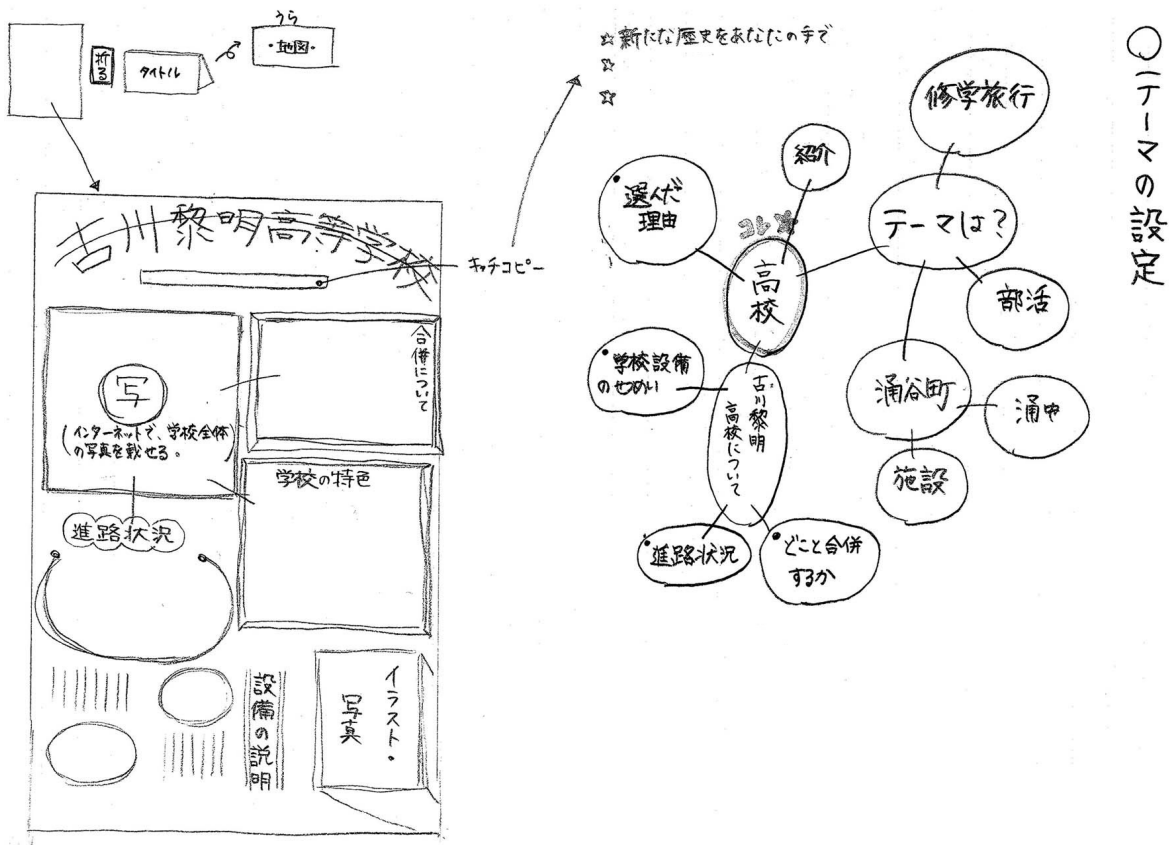 ○テーマの設定
修学旅行
テーマは?
部活
涌谷町
涌中
施設
紹介
コレ
高校
選んだ
理由
学校設備
のせつめい
古川黎明
高校について
進路状況
どこと合併
するか
☆新たな歴史をあなたの手で
☆
☆
うら
・地図・
折る
タイトル
古川黎明高等学校
キャッチコピー
写
(インターネットで、学校全体
の写真を載せる。)
合併について
学校の特色
進路状況
設備の説明
イラスト・
写真